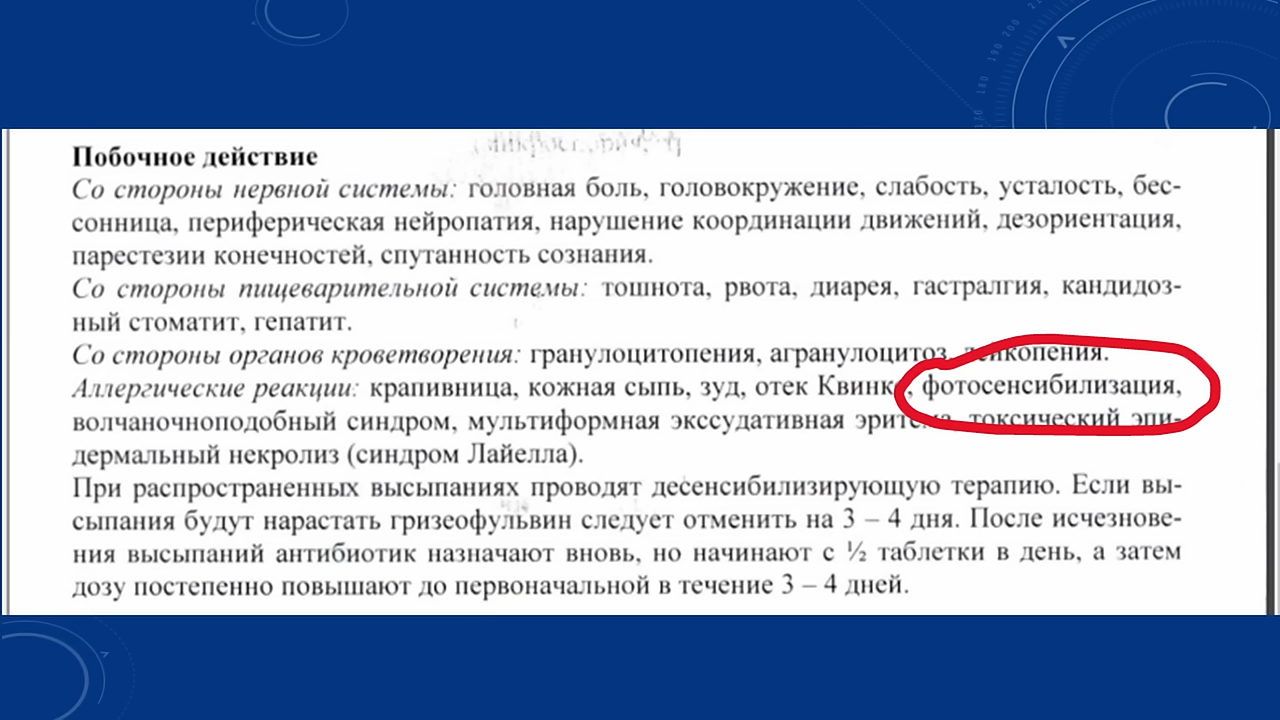 Побочное действие
Со стороны нервной системы: головная боль, головокружение, слабость, усталость, бес-
сонница, периферическая нейропатия, нарушение координации движений, дезориентация,
парестезии конечностей, спутанность сознания.
Со стороны пищеварительной системы: тошнота, рвота, диарея, гастралгия, кандидоз-
ный стоматит, гепатит.
Со стороны органов кроветворения: гранулоцитопения, агранулоцитоз, лейкопения.
Аллергические реакции: крапивница, кожная сыпь, зуд, отек Квинке, фотосенсибилизация,
волчаночноподобный синдром, мультиформная экссудативная эритема, токсический эпи-
дермальный некролиз (синдром Лайелла).
При распространенных высыпаниях проводят десенсибилизирующую терапию. Если вы-
сыпания будут нарастать гризеофульвин следует отменить на 3 – 4 дня. После исчезнове-
ния высыпаний антибиотик назначают вновь, но начинают с ½ таблетки в день, а затем
дозу постепенно повышают до первоначальной в течение 3 – 4 дней.